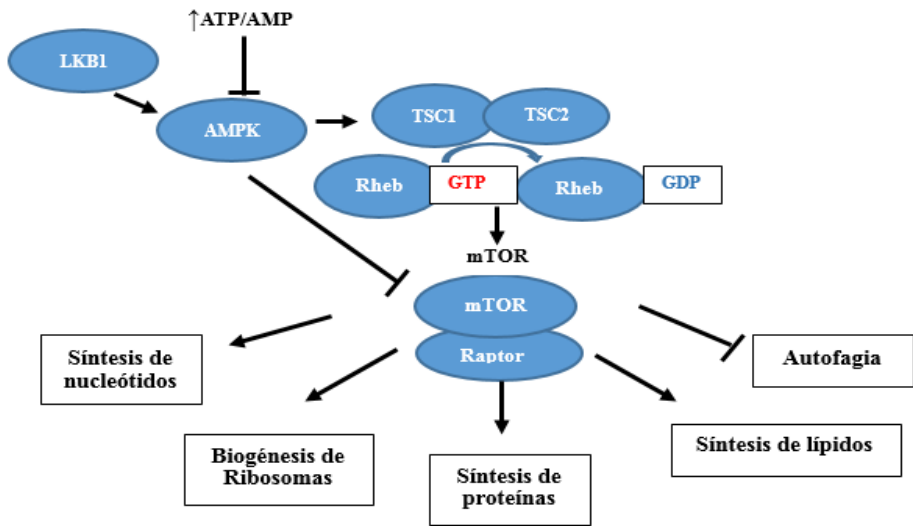 ↑ATP/AMP
LKB1
AMPK
TSC1
TSC2
Rheb
GTP
Rheb
GDP
mTOR
mTOR
Raptor
Síntesis de
nucleótidos
Autofagia
Biogénesis de
Ribosomas
Síntesis de
proteínas
Síntesis de lípidos